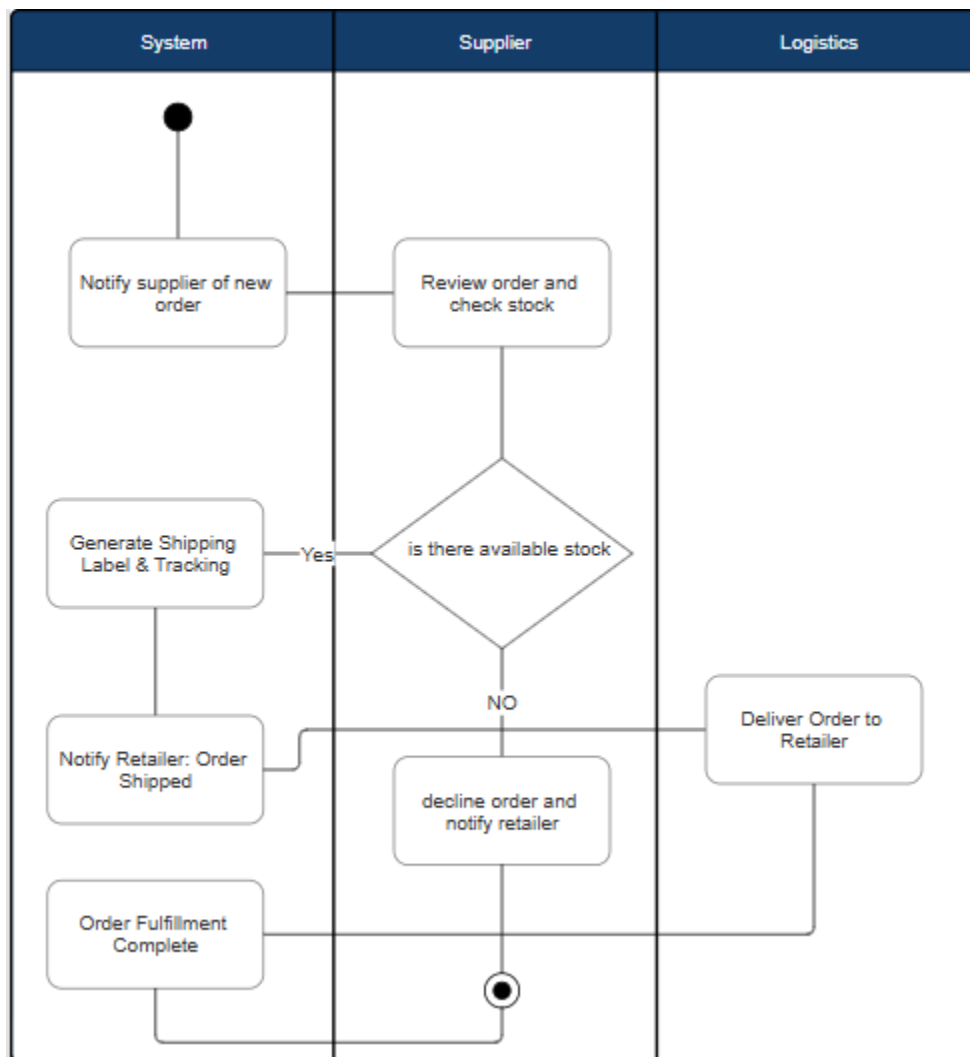 System
Supplier
Logistics
Notify supplier of new
order
Review order and
check stock
Generate Shipping
Label & Tracking
Yes
is there available stock
NO
Deliver Order to
Retailer
Notify Retailer: Order
Shipped
decline order and
notify retailer
Order Fulfillment
Complete